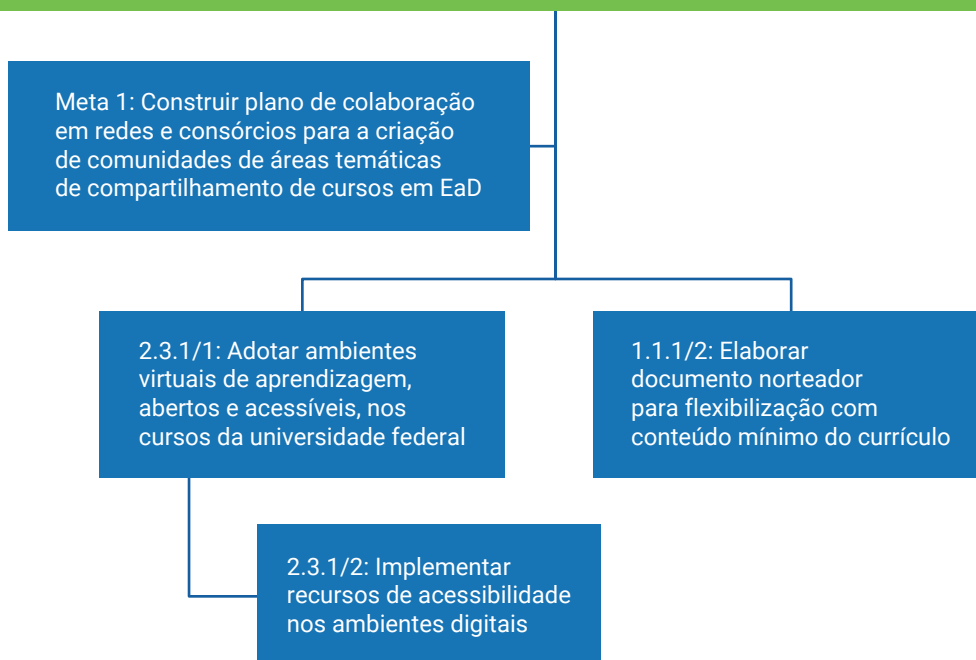 Meta 1: Construir plano de colaboração
em redes e consórcios para a criação
de comunidades de áreas temáticas
de compartilhamento de cursos em EaD
2.3.1/1: Adotar ambientes
virtuais de aprendizagem,
abertos e acessíveis, nos
cursos da universidade federal
1.1.1/2: Elaborar
documento norteador
para flexibilização com
conteúdo mínimo do currículo
2.3.1/2: Implementar
recursos de acessibilidade
nos ambientes digitais